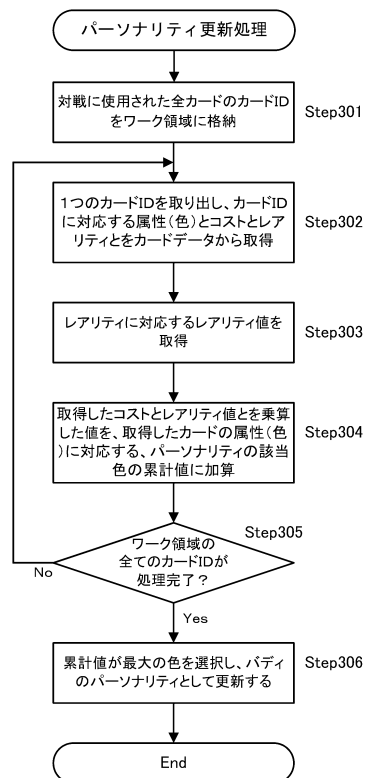 パーソナリティ更新処理
対戦に使用された全カードのカードID
をワーク領域に格納
Step301
１つのカードIDを取り出し、カードID
に対応する属性（色）とコストとレア
リティとをカードデータから取得
Step302
レアリティに対応するレアリティ値を
取得
Step303
取得したコストとレアリティ値とを乗算
した値を、取得したカードの属性（色
）に対応する、パーソナリティの該当
色の累計値に加算
Step304
Step305
ワーク領域の
全てのカードIDが
処理完了？
No
Yes
累計値が最大の色を選択し、バディ
のパーソナリティとして更新する
Step306
End